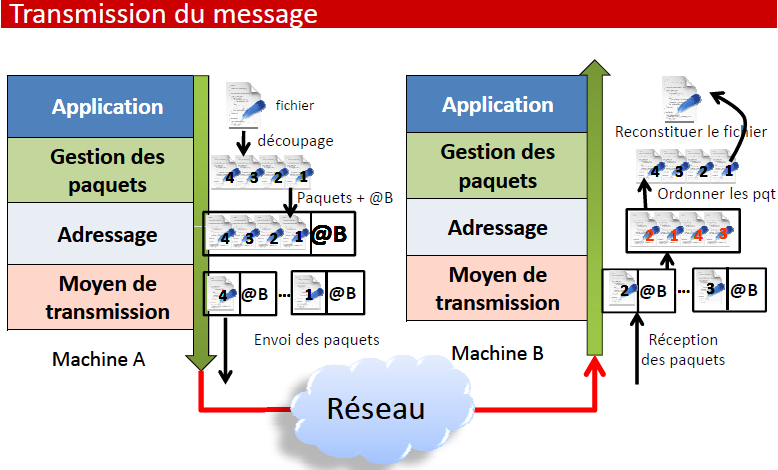 Transmission du message
Application
Gestion des
paquets
Adressage
Moyen de
transmission
Machine A
fichier
découpage
4 3 2 1
Paquets + @B
4 3 2 1 @B
4 @B ... 1 @B
Envoi des paquets
Réseau
Application
Gestion des
paquets
Adressage
Moyen de
transmission
Machine B
Reconstituer le fichier
4 3 2 1
Ordonner les pqt
2 1 4 3
2 @B ... 3 @B
Réception
des paquets